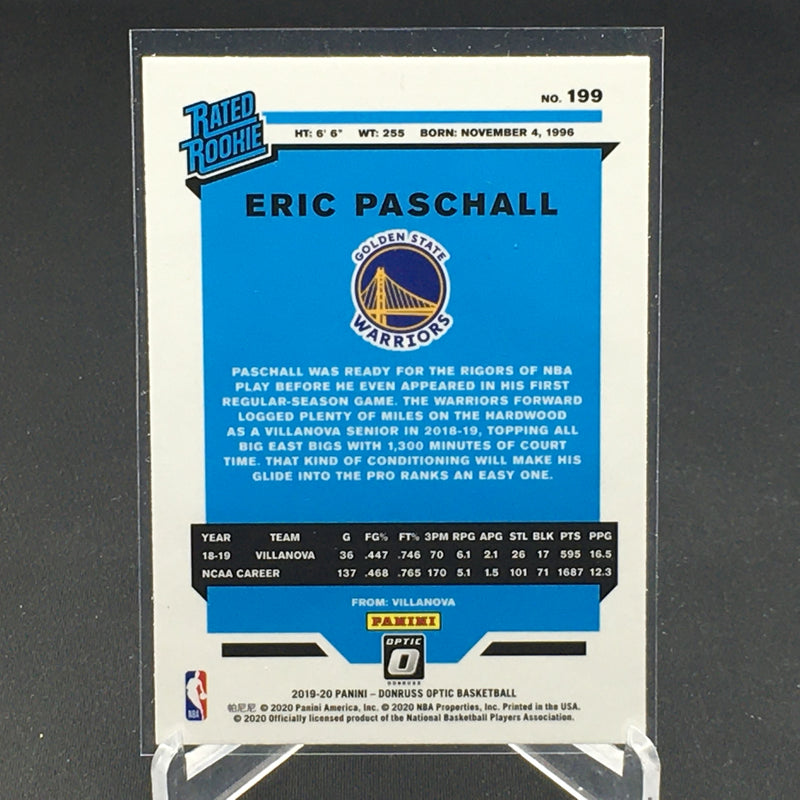 NO. 199
RATED
ROOKIE
HT: 6' 6" WT: 255 BORN: NOVEMBER 4, 1996
ERIC PASCHALL
GOLDEN STATE
WARRIORS
PASCHALL WAS READY FOR THE RIGORS OF NBA
PLAY BEFORE HE EVEN APPEARED IN HIS FIRST
REGULAR-SEASON GAME. THE WARRIORS FORWARD
LOGGED PLENTY OF MILES ON THE HARDWOOD
AS A VILLANOVA SENIOR IN 2018-19, TOPPING ALL
BIG EAST BIGS WITH 1,300 MINUTES OF COURT
TIME. THAT KIND OF CONDITIONING WILL MAKE HIS
GLIDE INTO THE PRO RANKS AN EASY ONE.
YEAR TEAM G FG% FT% 3PM RPG APG STL BLK PTS PPG
18-19 VILLANOVA 36 .447 .746 70 6.1 2.1 26 17 595 16.5
NCAA CAREER 137 .468 .765 170 5.1 1.5 101 71 1687 12.3
FROM: VILLANOVA
PANINI
OPTIC
O
DONRUSS
NBA
2019-20 PANINI – DONRUSS OPTIC BASKETBALL
帕尼尼 © 2020 Panini America, Inc. © 2020 NBA Properties, Inc. Printed in the USA.
© 2020 Officially licensed product of the National Basketball Players Association.